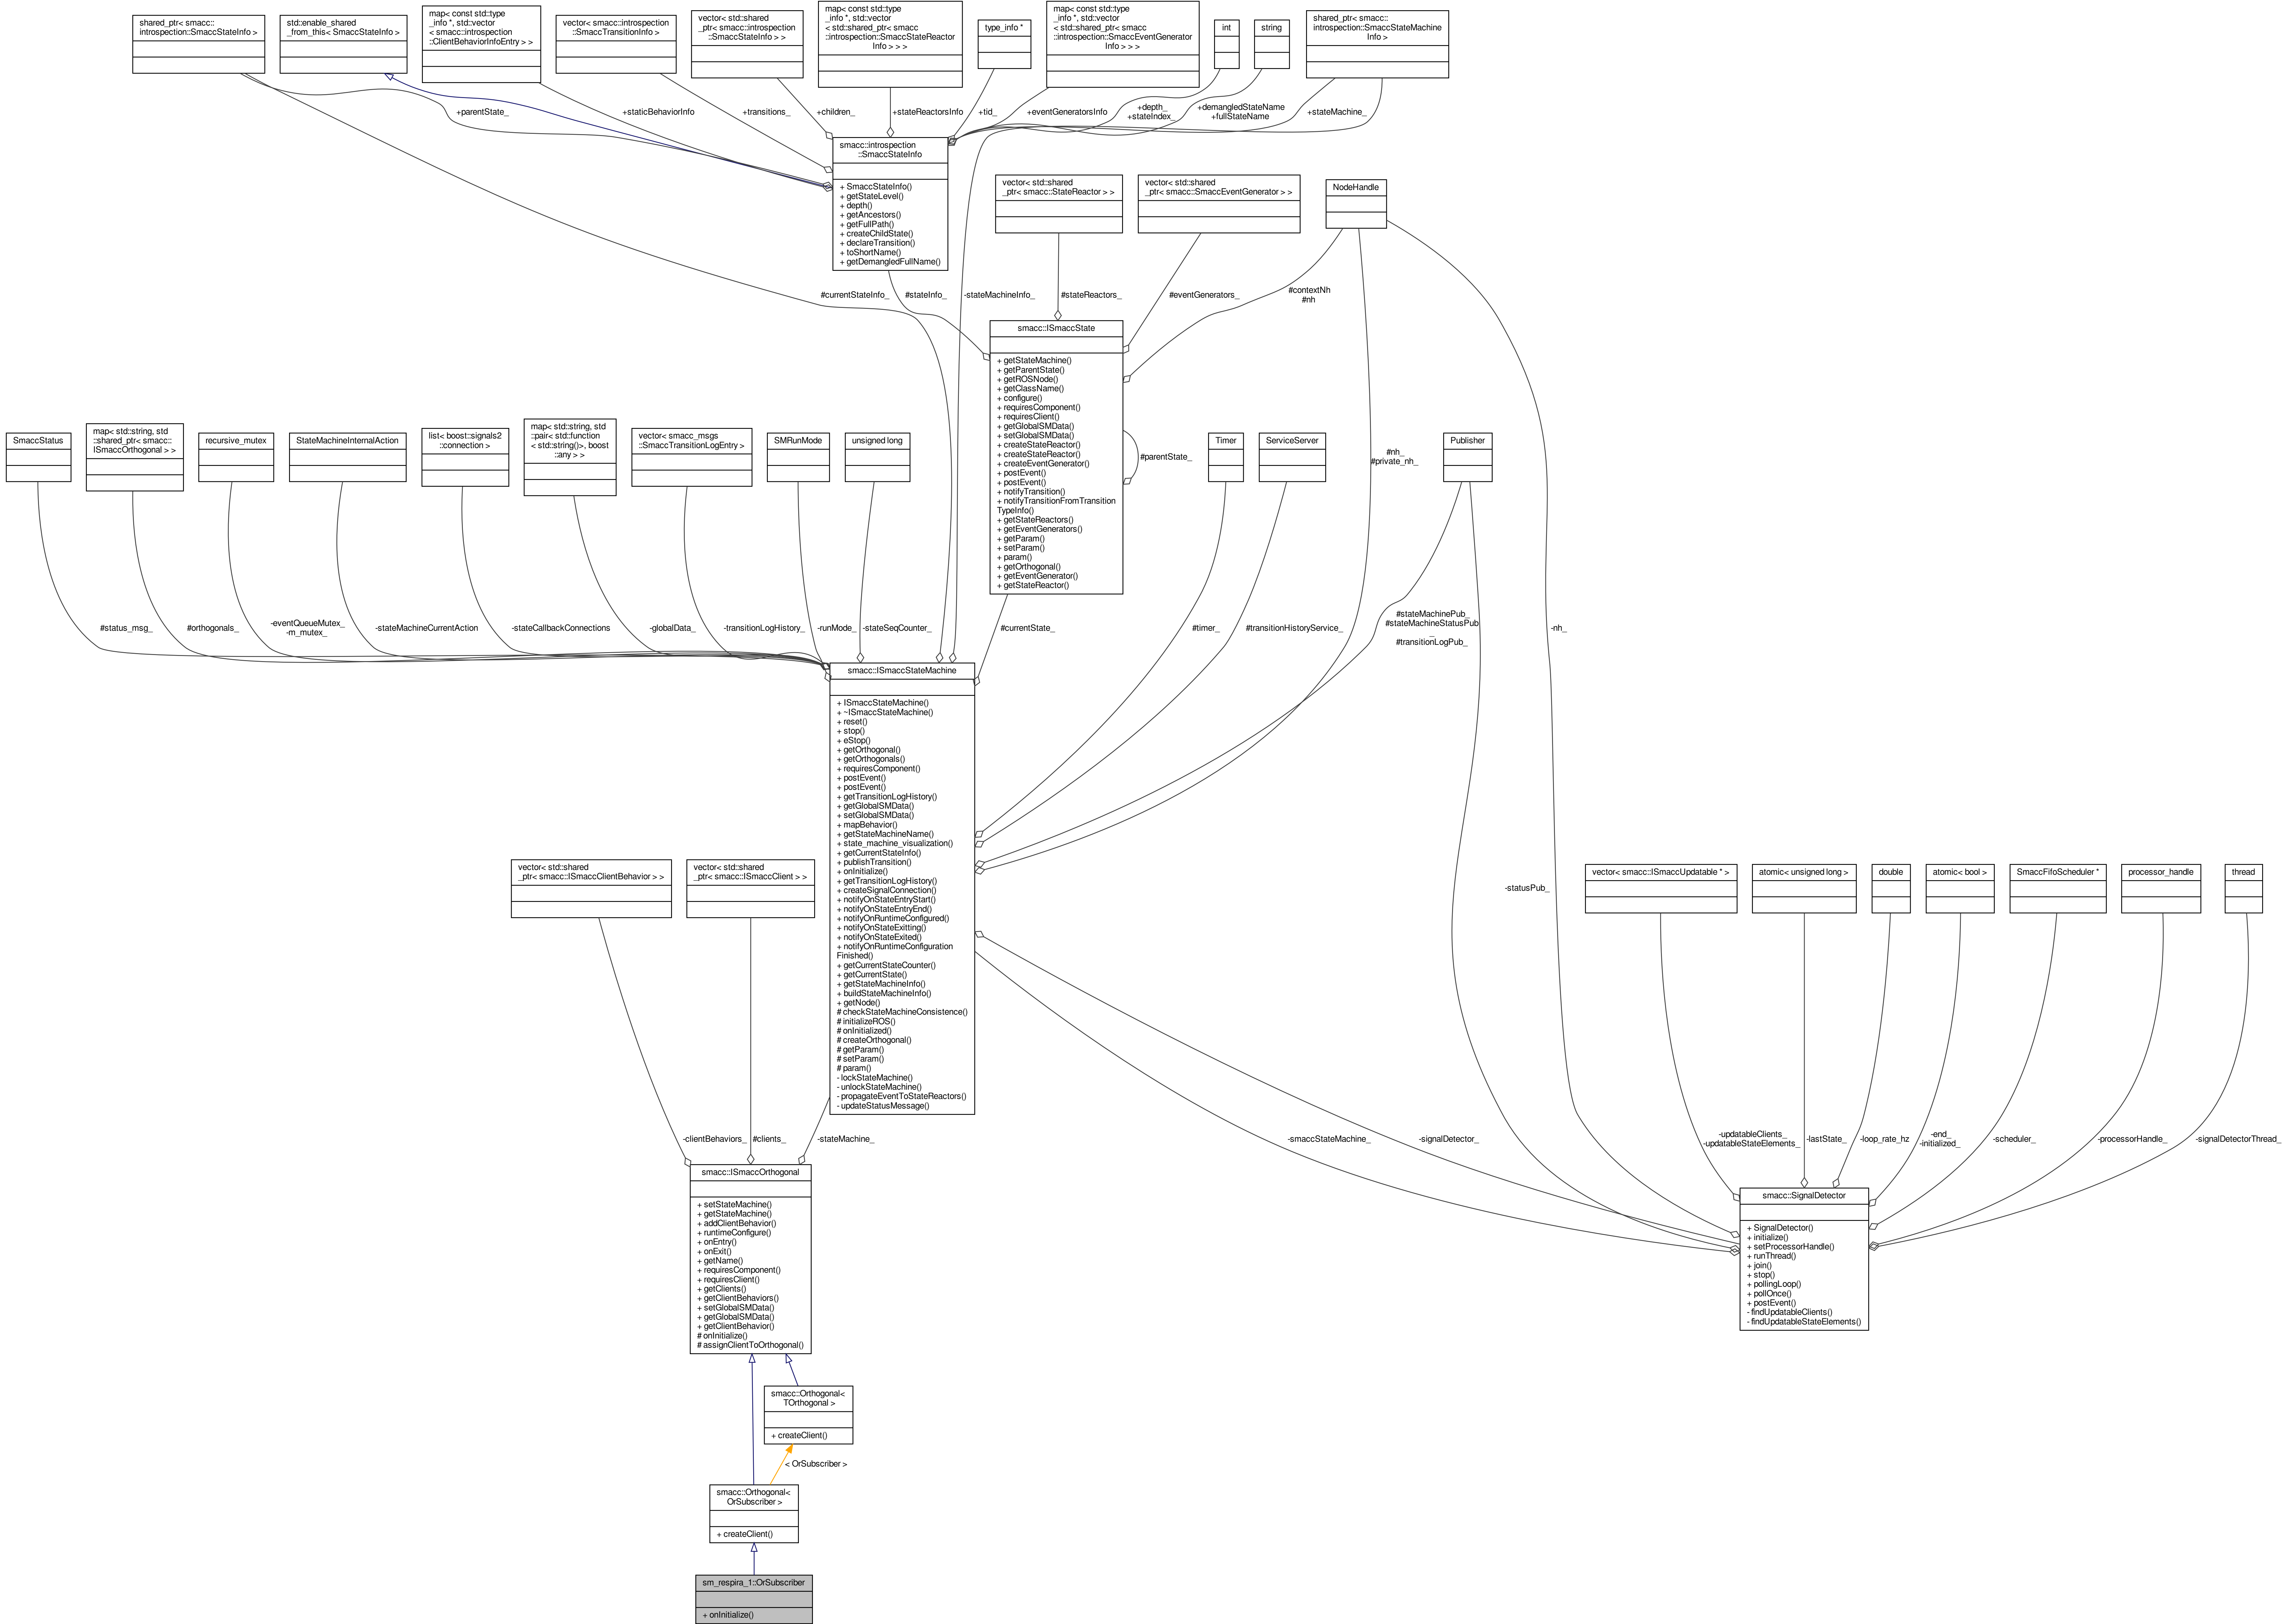 shared_ptr< smacc::
introspection::SmaccStateInfo >
std::enable_shared
_from_this< SmaccStateInfo >
map< const std::type
_info *, std::vector
< smacc::introspection
::ClientBehaviorInfoEntry > >
vector< smacc::introspection
::SmaccTransitionInfo >
vector< std::shared
_ptr< smacc::introspection
::SmaccStateInfo > >
map< const std::type
_info *, std::vector
< std::shared_ptr< smacc
::introspection::SmaccStateReactor
Info > > >
type_info *
map< const std::type
_info *, std::vector
< std::shared_ptr< smacc
::introspection::SmaccEventGenerator
Info > > >
int
string
shared_ptr< smacc::
introspection::SmaccStateMachine
Info >
+parentState_
+staticBehaviorInfo
+transitions_
+children_
+stateReactorsInfo
+tid_
+eventGeneratorsInfo
+depth_
+stateIndex_
+demangledStateName
+fullStateName
+stateMachine_
smacc::introspection
::SmaccStateInfo
+ SmaccStateInfo()
+ getStateLevel()
+ depth()
+ getAncestors()
+ getFullPath()
+ createChildState()
+ declareTransition()
+ toShortName()
+ getDemangledFullName()
vector< std::shared
_ptr< smacc::StateReactor > >
vector< std::shared
_ptr< smacc::SmaccEventGenerator > >
NodeHandle
#currentStateInfo_
#stateInfo_
-stateMachineInfo_
#stateReactors_
#eventGenerators_
#contextNh
#nh
smacc::ISmaccState
+ getStateMachine()
+ getParentState()
+ getROSNode()
+ getClassName()
+ configure()
+ requiresComponent()
+ requiresClient()
+ getGlobalSMData()
+ setGlobalSMData()
+ createStateReactor()
+ createStateReactor()
+ createEventGenerator()
+ postEvent()
+ postEvent()
+ notifyTransition()
+ notifyTransitionFromTransition
TypeInfo()
+ getStateReactors()
+ getEventGenerators()
+ getParam()
+ setParam()
+ param()
+ getOrthogonal()
+ getEventGenerator()
+ getStateReactor()
#parentState_
SmaccStatus
map< std::string, std
::shared_ptr< smacc::
ISmaccOrthogonal > >
recursive_mutex
StateMachineInternalAction
list< boost::signals2
::connection >
map< std::string, std
::pair< std::function
< std::string()>, boost
::any > >
vector< smacc_msgs
::SmaccTransitionLogEntry >
SMRunMode
unsigned long
Timer
ServiceServer
Publisher
#nh_
#private_nh_
#status_msg_
#orthogonals_
-eventQueueMutex_
-m_mutex_
-stateMachineCurrentAction
-stateCallbackConnections
-globalData_
-transitionLogHistory_
-runMode_
-stateSeqCounter_
#currentState_
#timer_
#transitionHistoryService_
#stateMachinePub_
#stateMachineStatusPub
_
#transitionLogPub_
-nh_
smacc::ISmaccStateMachine
+ ISmaccStateMachine()
+ ~ISmaccStateMachine()
+ reset()
+ stop()
+ eStop()
+ getOrthogonal()
+ getOrthogonals()
+ requiresComponent()
+ postEvent()
+ postEvent()
+ getTransitionLogHistory()
+ getGlobalSMData()
+ setGlobalSMData()
+ mapBehavior()
+ getStateMachineName()
+ state_machine_visualization()
+ getCurrentStateInfo()
+ publishTransition()
+ onInitialize()
+ getTransitionLogHistory()
+ createSignalConnection()
+ notifyOnStateEntryStart()
+ notifyOnStateEntryEnd()
+ notifyOnRuntimeConfigured()
+ notifyOnStateExitting()
+ notifyOnStateExited()
+ notifyOnRuntimeConfiguration
Finished()
+ getCurrentStateCounter()
+ getCurrentState()
+ getStateMachineInfo()
+ buildStateMachineInfo()
+ getNode()
# checkStateMachineConsistence()
# initializeROS()
# onInitialized()
# createOrthogonal()
# getParam()
# setParam()
# param()
- lockStateMachine()
- unlockStateMachine()
- propagateEventToStateReactors()
- updateStatusMessage()
vector< std::shared
_ptr< smacc::ISmaccClientBehavior > >
vector< std::shared
_ptr< smacc::ISmaccClient > >
-statusPub_
vector< smacc::ISmaccUpdatable * >
atomic< unsigned long >
double
atomic< bool >
SmaccFifoScheduler *
processor_handle
thread
-clientBehaviors_
#clients_
-stateMachine_
-smaccStateMachine_
-signalDetector_
-updatableClients_
-updatableStateElements_
-lastState_
-loop_rate_hz
-end_
-initialized_
-scheduler_
-processorHandle_
-signalDetectorThread_
smacc::ISmaccOrthogonal
+ setStateMachine()
+ getStateMachine()
+ addClientBehavior()
+ runtimeConfigure()
+ onEntry()
+ onExit()
+ getName()
+ requiresComponent()
+ requiresClient()
+ getClients()
+ getClientBehaviors()
+ setGlobalSMData()
+ getGlobalSMData()
+ getClientBehavior()
# onInitialize()
# assignClientToOrthogonal()
smacc::SignalDetector
+ SignalDetector()
+ initialize()
+ setProcessorHandle()
+ runThread()
+ join()
+ stop()
+ pollingLoop()
+ pollOnce()
+ postEvent()
- findUpdatableClients()
- findUpdatableStateElements()
smacc::Orthogonal<
TOrthogonal >
+ createClient()
< OrSubscriber >
smacc::Orthogonal<
OrSubscriber >
+ createClient()
sm_respira_1::OrSubscriber
+ onInitialize()